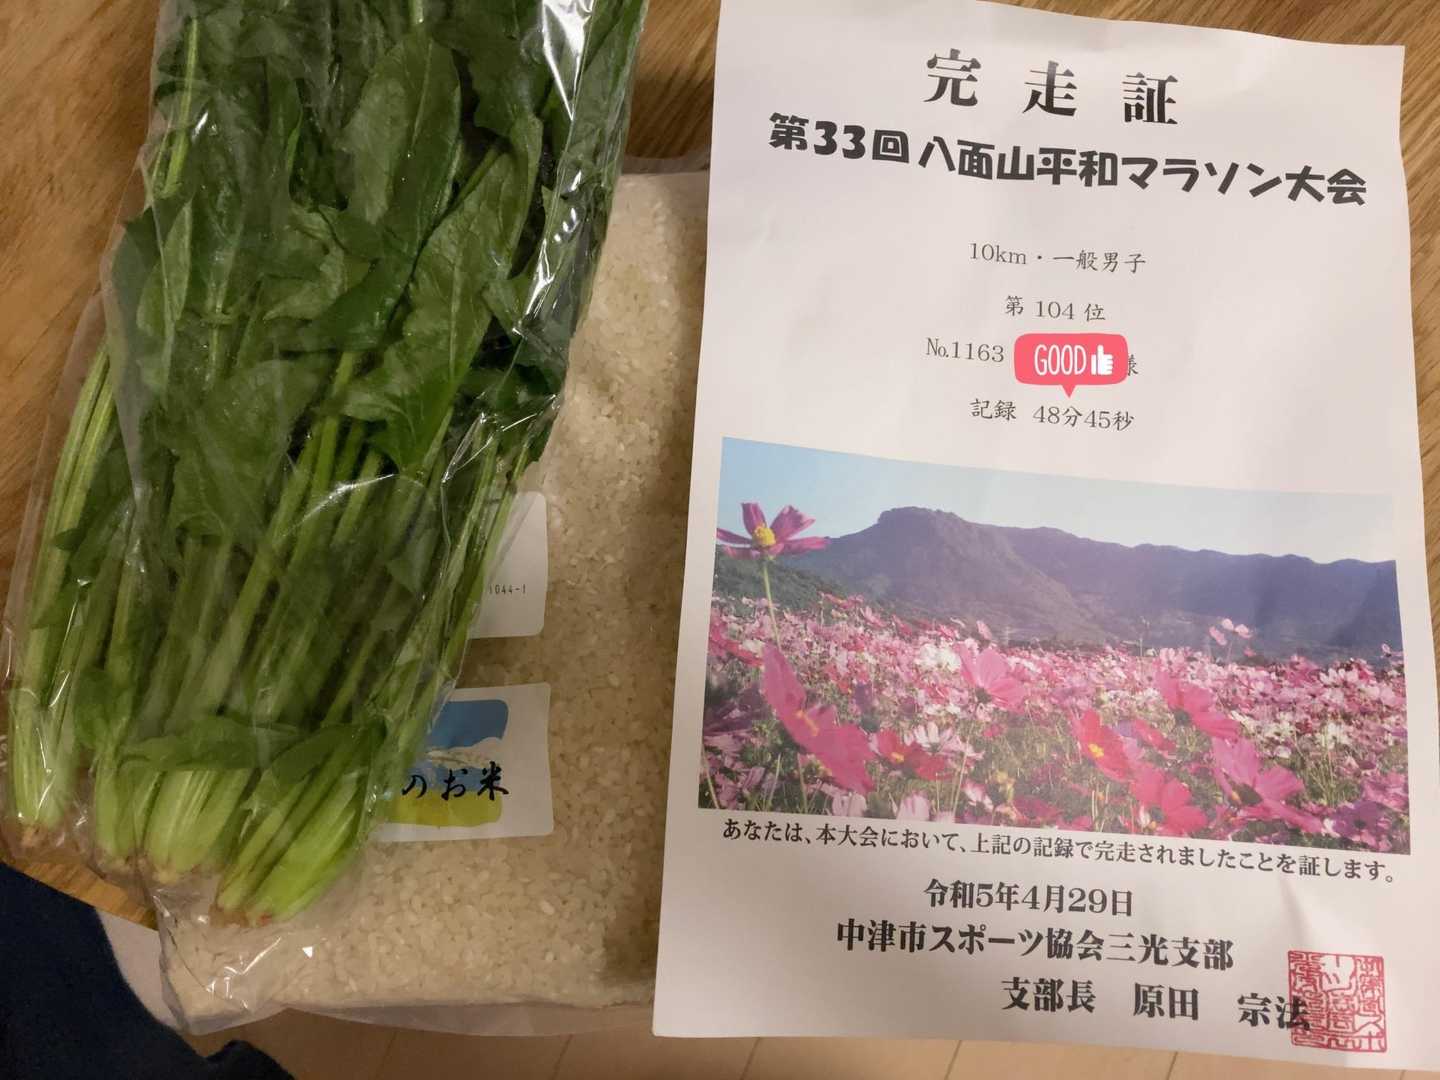 完走証
第33回八面山平和マラソン大会
10km・一般男子
第 104 位
№1163 GOOD 様
記録 48分45秒
あなたは、本大会において、上記の記録で完走されましたことを証します。
令和5年4月29日
中津市スポーツ協会三光支部
支部長 原田 宗法
1044-1
のお米